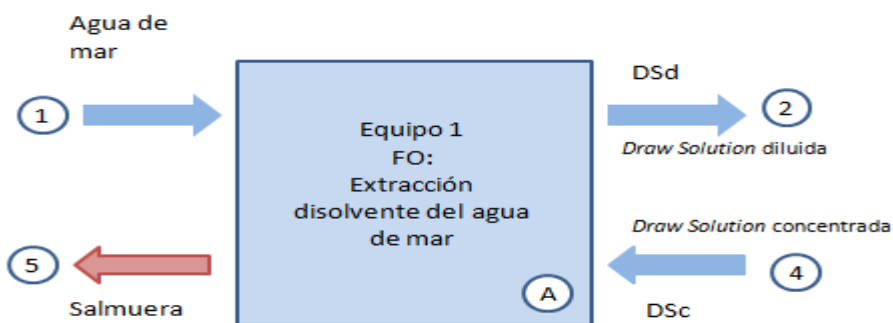 Agua de
mar
1
Equipo 1
FO:
Extracción
disolvente del agua
de mar
A
DSd
2
Draw Solution diluida
Draw Solution concentrada
4
DSc
5
Salmuera